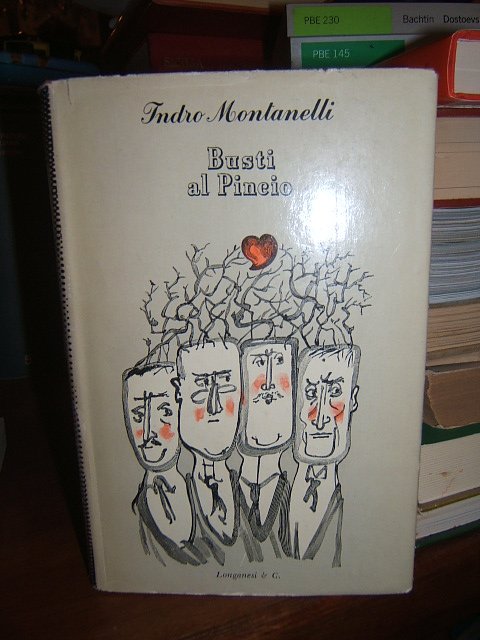 PBE 230
Bachtin Dostoevs
PBE 145
Indro Montanelli
Busti
al Pincio
Longanesi & C.